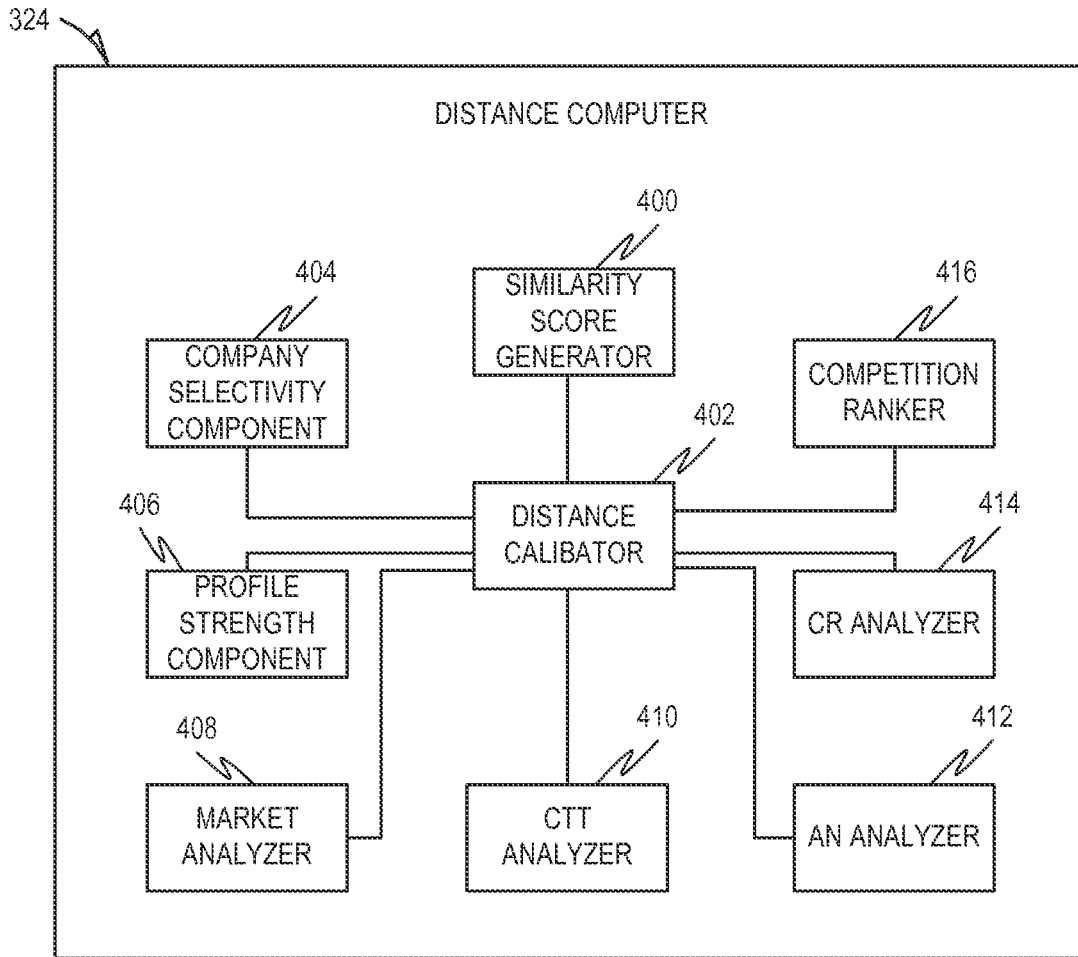 324
DISTANCE COMPUTER
400
SIMILARITY
SCORE
GENERATOR
404
COMPANY
SELECTIVITY
COMPONENT
416
COMPETITION
RANKER
402
DISTANCE
CALIBATOR
406
PROFILE
STRENGTH
COMPONENT
414
CR ANALYZER
408
MARKET
ANALYZER
410
CTT
ANALYZER
412
AN ANALYZER